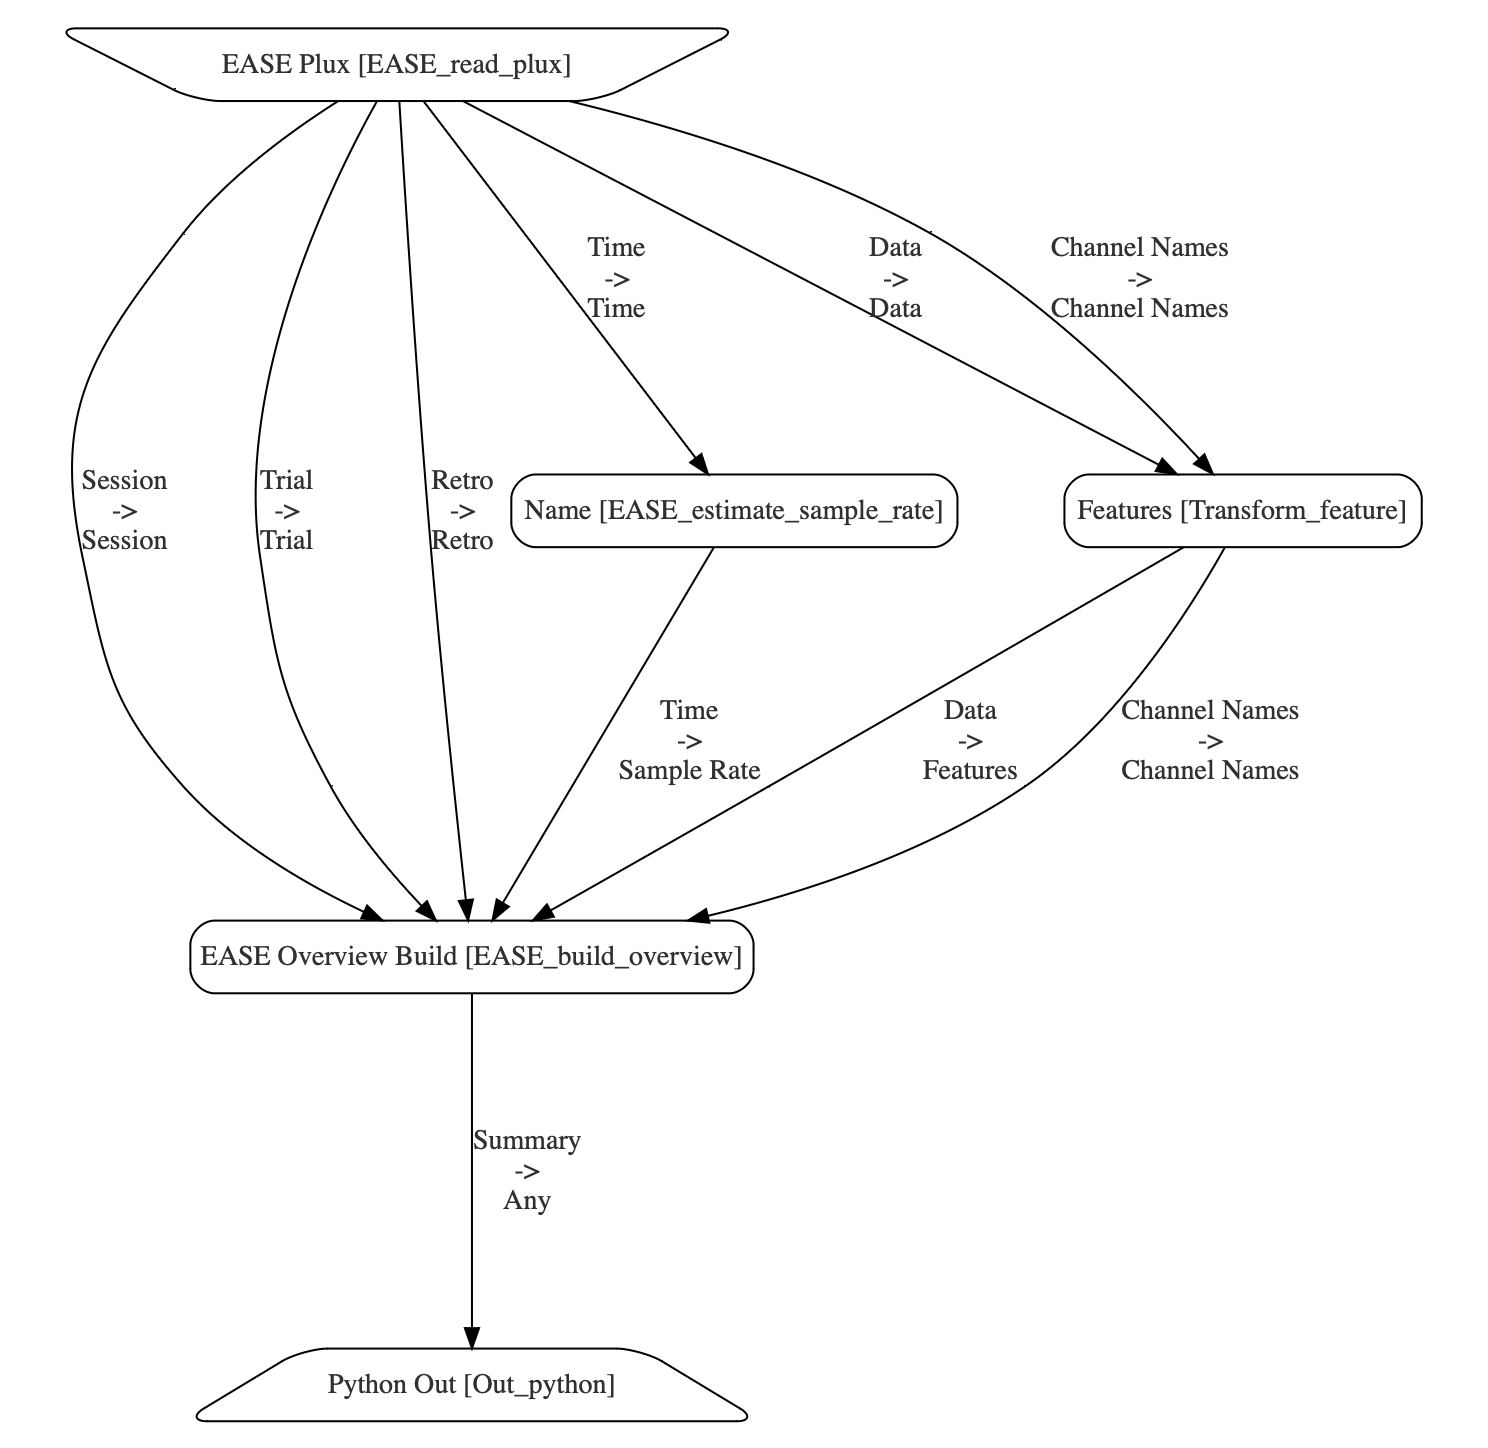 EASE Plux [EASE_read_plux]
Time
->
Time
Data
->
Data
Channel Names
->
Channel Names
Session
->
Session
Trial
->
Trial
Retro
->
Retro
Name [EASE_estimate_sample_rate]
Features [Transform_feature]
Time
->
Sample Rate
Data
->
Features
Channel Names
->
Channel Names
EASE Overview Build [EASE_build_overview]
Summary
->
Any
Python Out [Out_python]